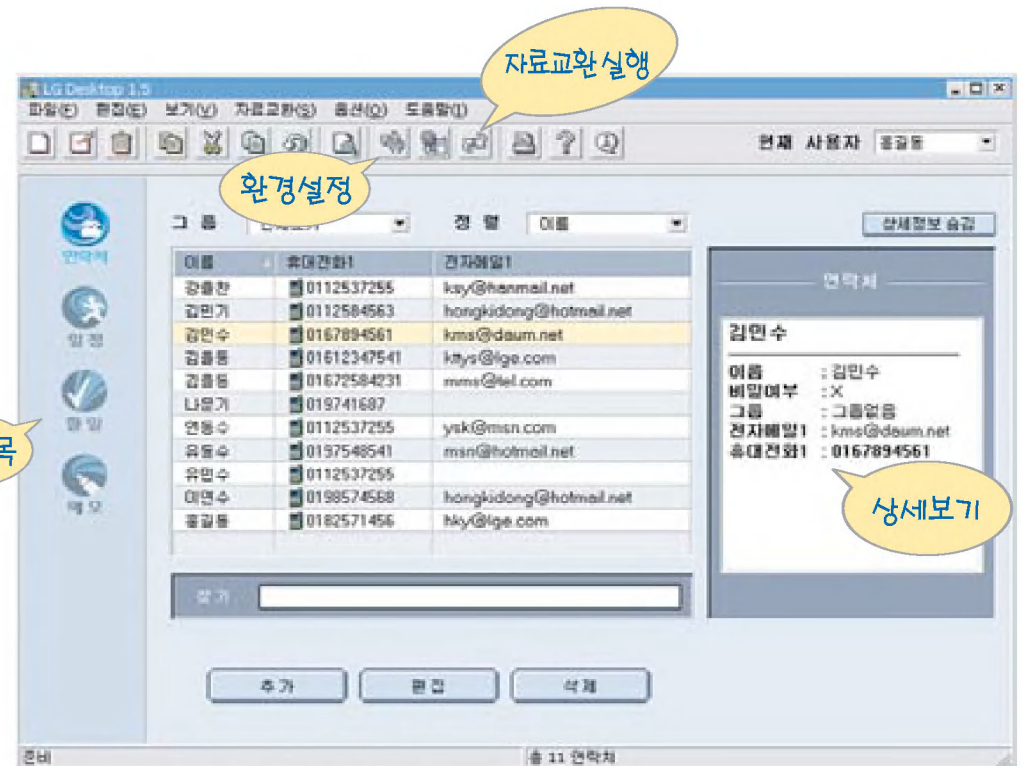 자료교환 실행
LG Desktop 1.5
파일(F) 편집(E) 보기(V) 자료교환(S) 옵션(O) 도움말(I)
현재 사용자 홍길동
환경설정
그 룹 정 렬 이름
상세정보 숨김
연락처
일 정
할 일
메 모
목
이름 휴대전화1 전자메일1
강출찬 0112537255 ksy@hanmail.net
김민기 0112584563 hongkidong@hotmail.net
김민수 0167894561 kms@daum.net
01612347541 @lge.com
01672584231 mms@tel.com
나문기 019741687
연동수 0112537255 ysk@msn.com
유동수 0197548541 msn@hotmail.net
유민수 0112537255
이연수 0198574568 hongkidong@hotmail.net
홍길동 0182571456 hky@lge.com
찾 기
추 가 편 집 삭 제
연락처
김민수
이름 : 김민수
비밀여부 : X
그룹 : 그룹없음
전자메일1 : kms@daum.net
휴대전화1 : 0167894561
상세보기
준비 총 11 연락처